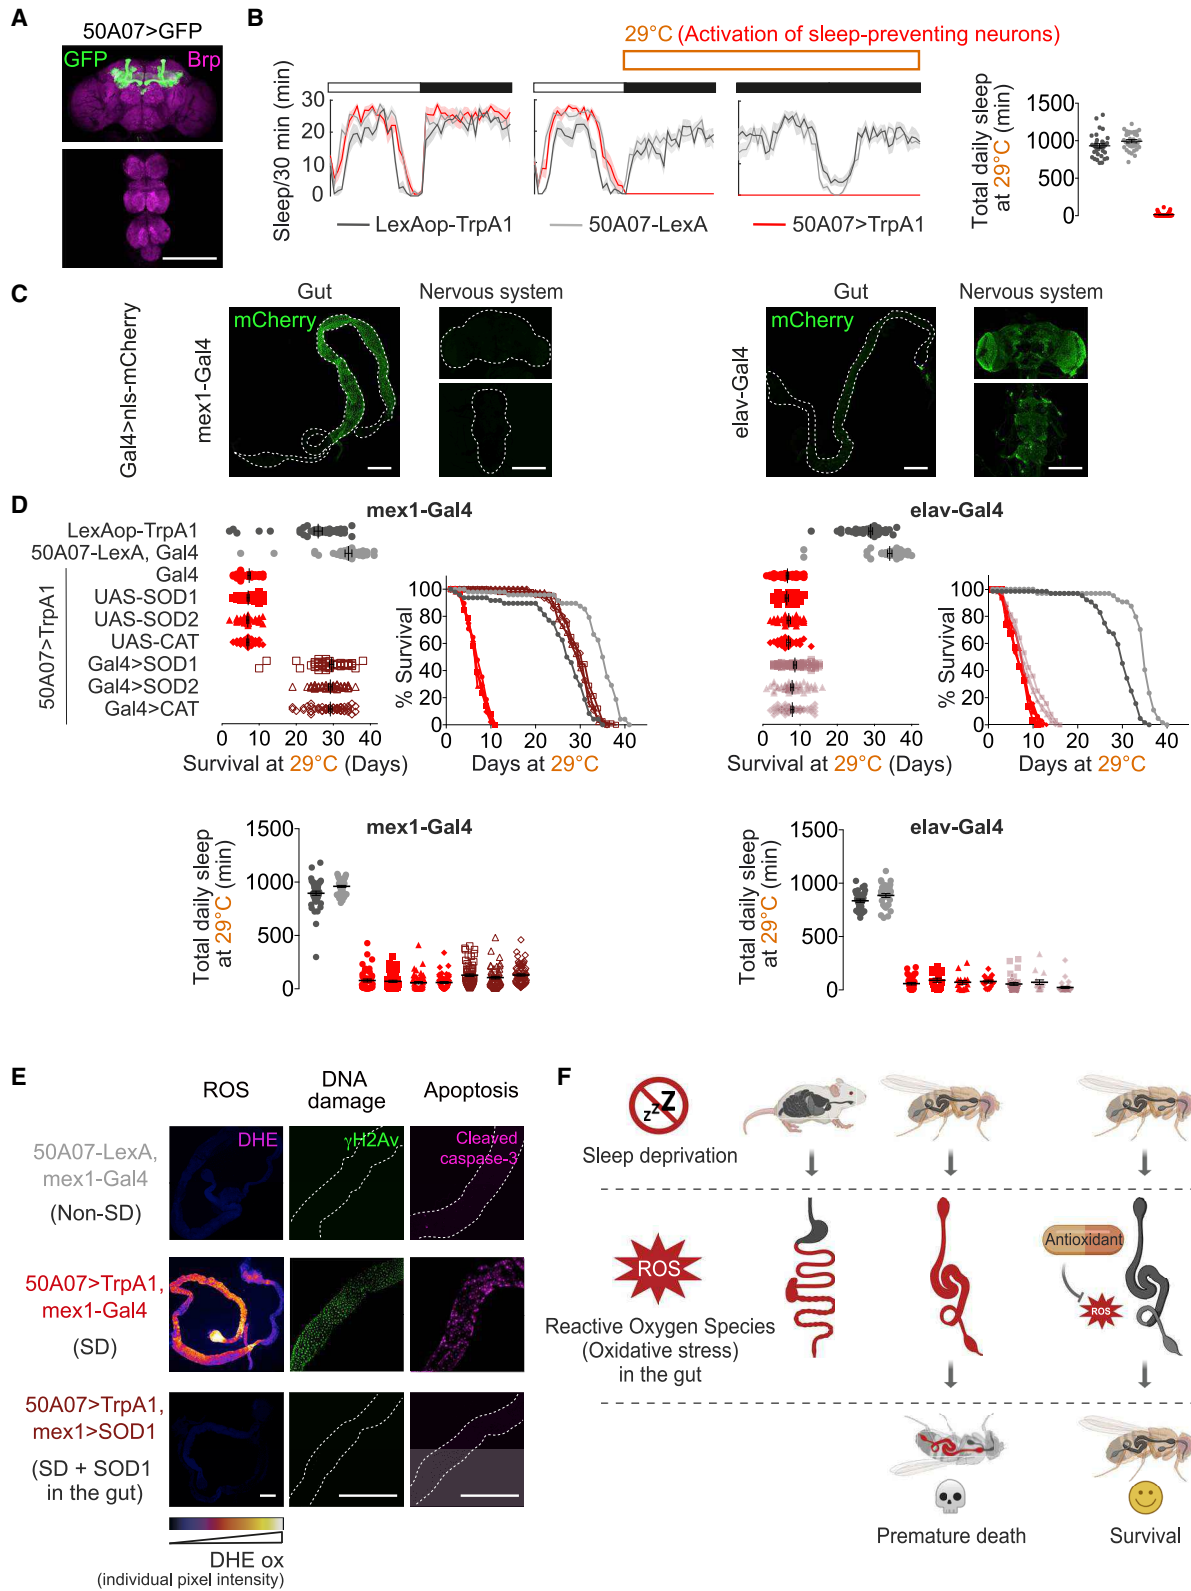 A
50A07>GFP
GFP
Brp
B
29°C (Activation of sleep-preventing neurons)
Sleep/30 min (min)
30
20
10
0
LexAop-TrpA1
50A07-LexA
50A07>TrpA1
Total daily sleep
at 29°C (min)
1500
1000
500
0
C
Gal4>nls-mCherry
mex1-Gal4
Gut
mCherry
Nervous system
elav-Gal4
Gut
mCherry
Nervous system
D
mex1-Gal4
LexAop-TrpA1
50A07-LexA, Gal4
50A07>TrpA1
Gal4
UAS-SOD1
UAS-SOD2
UAS-CAT
Gal4>SOD1
Gal4>SOD2
Gal4>CAT
0 10 20 30 40
Survival at 29°C (Days)
% Survival
100
80
60
40
20
0
0 10 20 30 40
Days at 29°C
elav-Gal4
0 10 20 30 40
Survival at 29°C (Days)
% Survival
100
80
60
40
20
0
0 10 20 30 40
Days at 29°C
mex1-Gal4
Total daily sleep
at 29°C (min)
1500
1000
500
0
elav-Gal4
Total daily sleep
at 29°C (min)
1500
1000
500
0
E
ROS
DNA
damage
Apoptosis
50A07-LexA,
mex1-Gal4
(Non-SD)
DHE
γH2Av
Cleaved
caspase-3
50A07>TrpA1,
mex1-Gal4
(SD)
50A07>TrpA1,
mex1>SOD1
(SD + SOD1
in the gut)
DHE ox
(individual pixel intensity)
F
zzZ
Sleep deprivation
ROS
Reactive Oxygen Species
(Oxidative stress)
in the gut
Antioxidant
ROS
Premature death
Survival